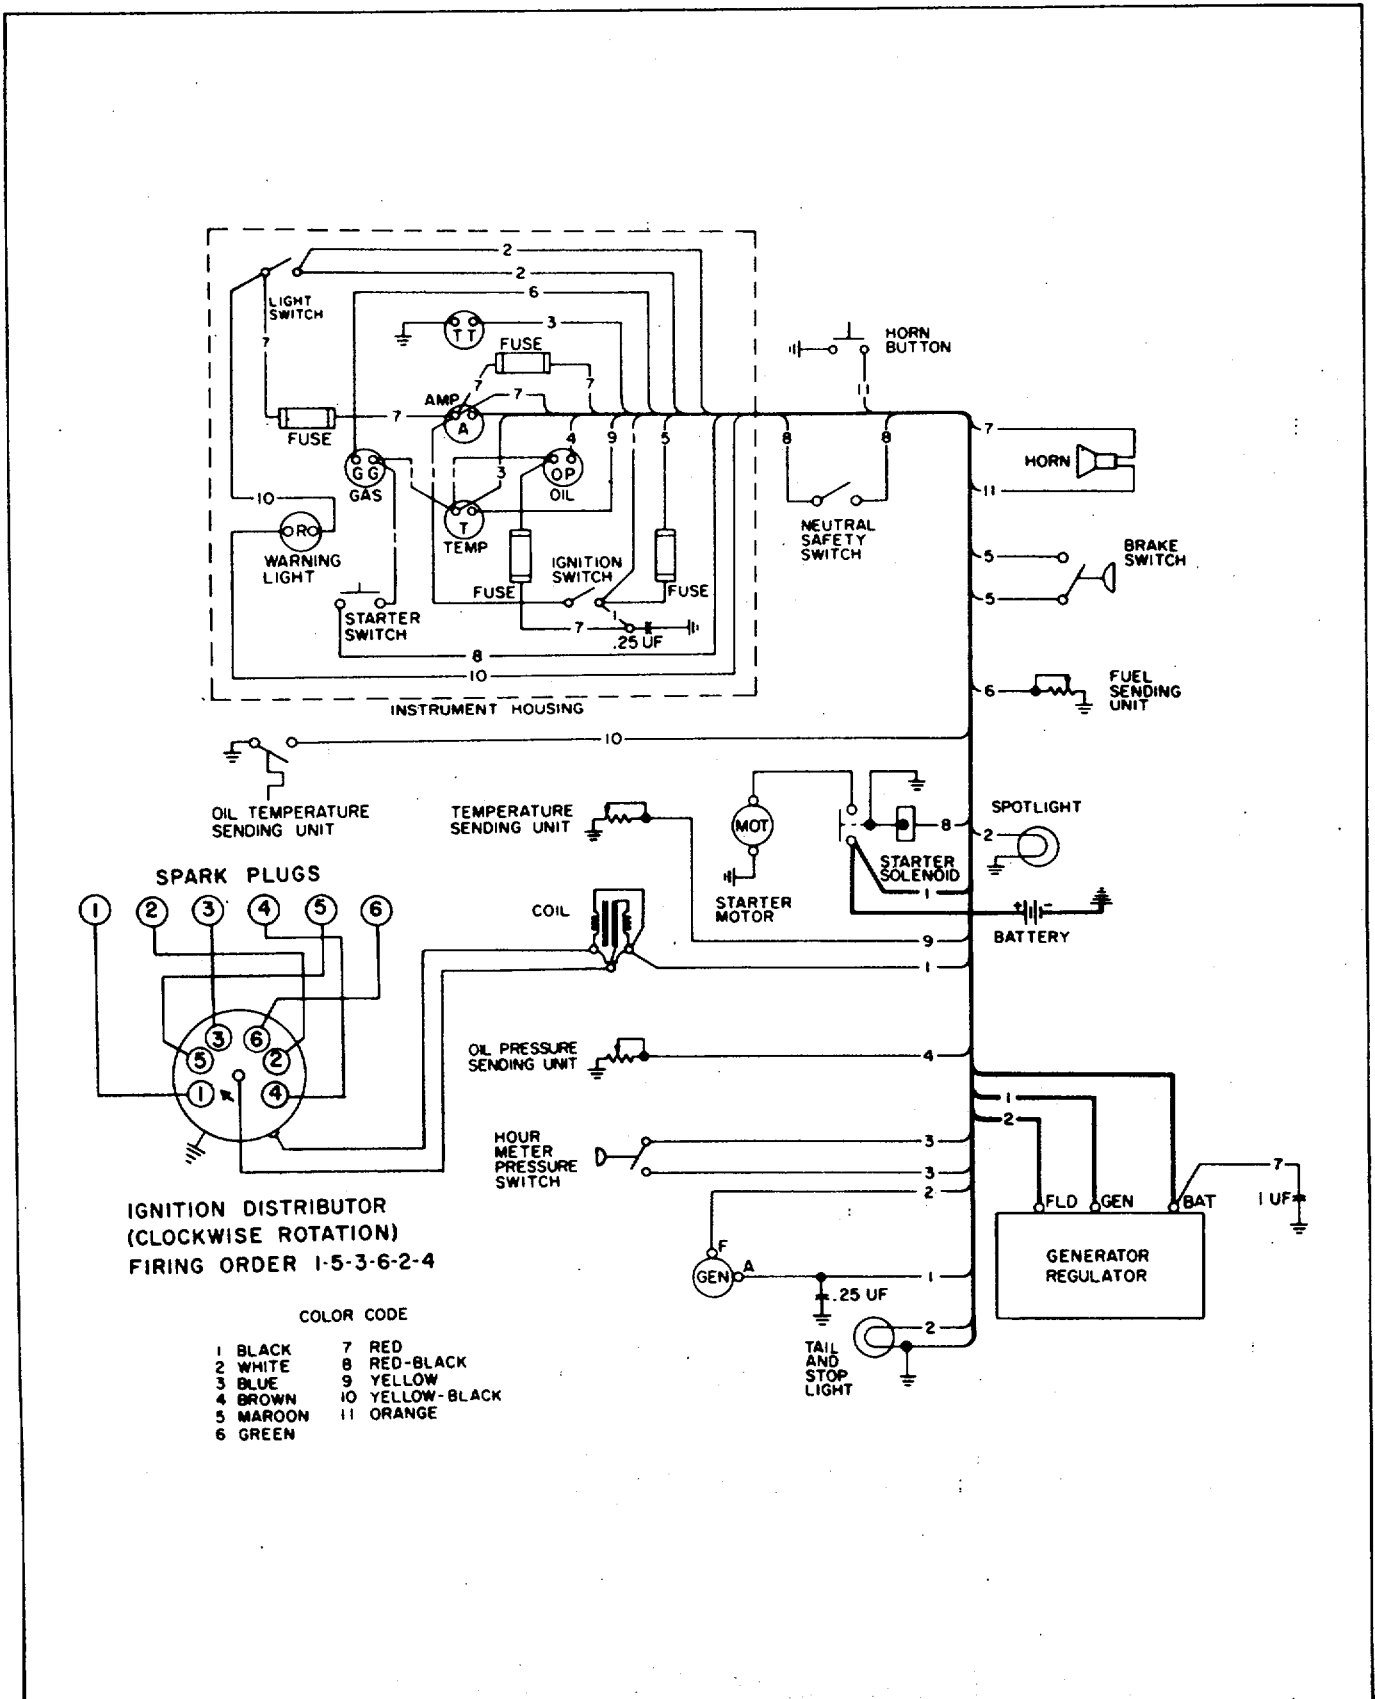 2
2
LIGHT
SWITCH
6
7
T T
3
HORN
BUTTON
FUSE
7
7
7
11
AMP
A
7
FUSE
4
9
5
8
8
7
G G
GAS
3
OP
OIL
HORN
10
11
T
TEMP
R
WARNING
LIGHT
NEUTRAL
SAFETY
SWITCH
BRAKE
SWITCH
5
IGNITION
SWITCH
FUSE
FUSE
5
STARTER
SWITCH
1
7
.25 UF
8
10
FUEL
SENDING
UNIT
6
INSTRUMENT HOUSING
10
OIL TEMPERATURE
SENDING UNIT
TEMPERATURE
SENDING UNIT
MOT
8
SPOTLIGHT
2
STARTER
SOLENOID
1
STARTER
MOTOR
+ -
BATTERY
SPARK PLUGS
1 2 3 4 5 6
COIL
9
1
3 6
5 2
1 4
OIL PRESSURE
SENDING UNIT
4
1
2
HOUR
METER
PRESSURE
SWITCH
3
3
2
7
FLD GEN BAT
1 UF
IGNITION DISTRIBUTOR
(CLOCKWISE ROTATION)
FIRING ORDER 1-5-3-6-2-4
F
GEN A
1
.25 UF
GENERATOR
REGULATOR
2
TAIL
AND
STOP
LIGHT
COLOR CODE
1 BLACK 7 RED
2 WHITE 8 RED-BLACK
3 BLUE 9 YELLOW
4 BROWN 10 YELLOW-BLACK
5 MAROON 11 ORANGE
6 GREEN